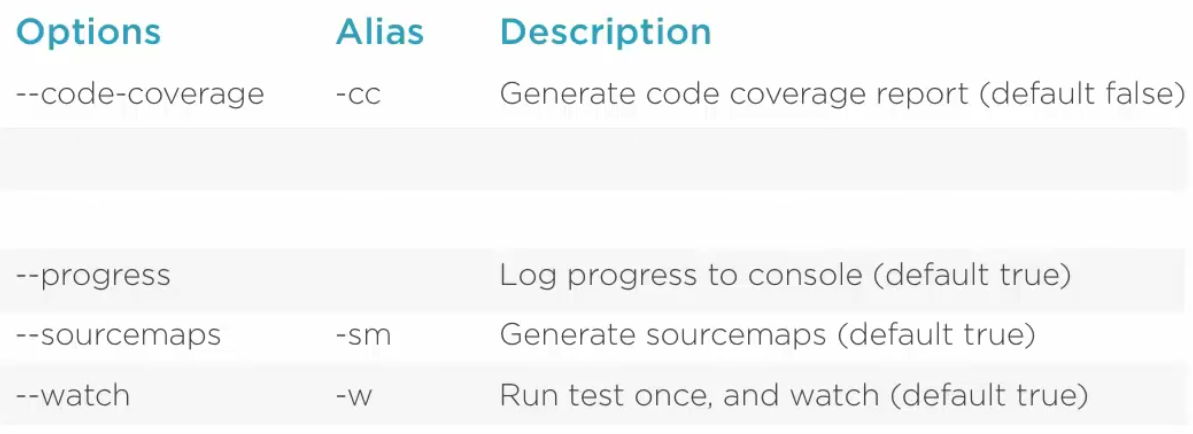 Options Alias Description
--code-coverage -cc Generate code coverage report (default false)
--progress Log progress to console (default true)
--sourcemaps -sm Generate sourcemaps (default true)
--watch -w Run test once, and watch (default true)